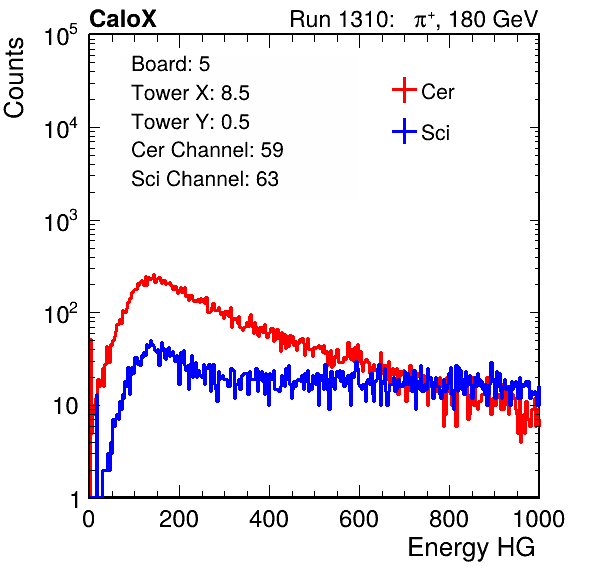 CaloX Run 1310: π⁺, 180 GeV
Board: 5
Tower X: 8.5
Tower Y: 0.5
Cer Channel: 59
Sci Channel: 63
Cer
Sci
Counts
10⁵
10⁴
10³
10²
10
1
0 200 400 600 800 1000
Energy HG